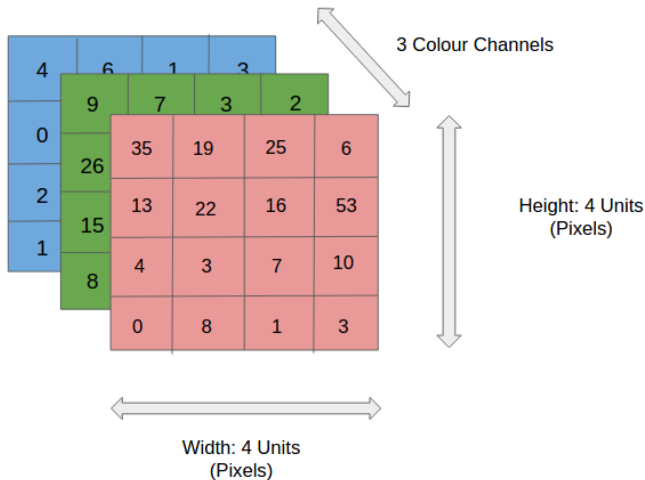 3 Colour Channels
4 6 1 3
9 7 3 2
35 19 25 6
0
26
13 22 16 53
Height: 4 Units
(Pixels)
2
15
4 3 7 10
1
8
0 8 1 3
Width: 4 Units
(Pixels)